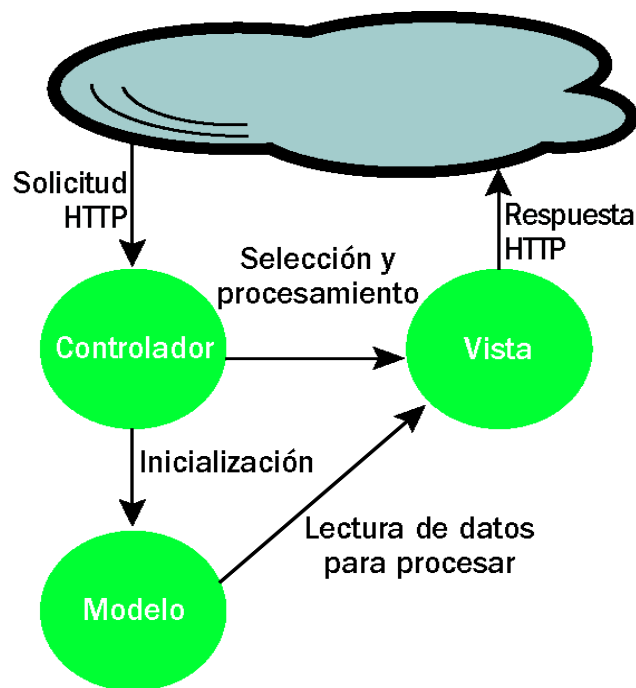 Solicitud
HTTP
Respuesta
HTTP
Selección y
procesamiento
Controlador
Vista
Inicialización
Lectura de datos
para procesar
Modelo